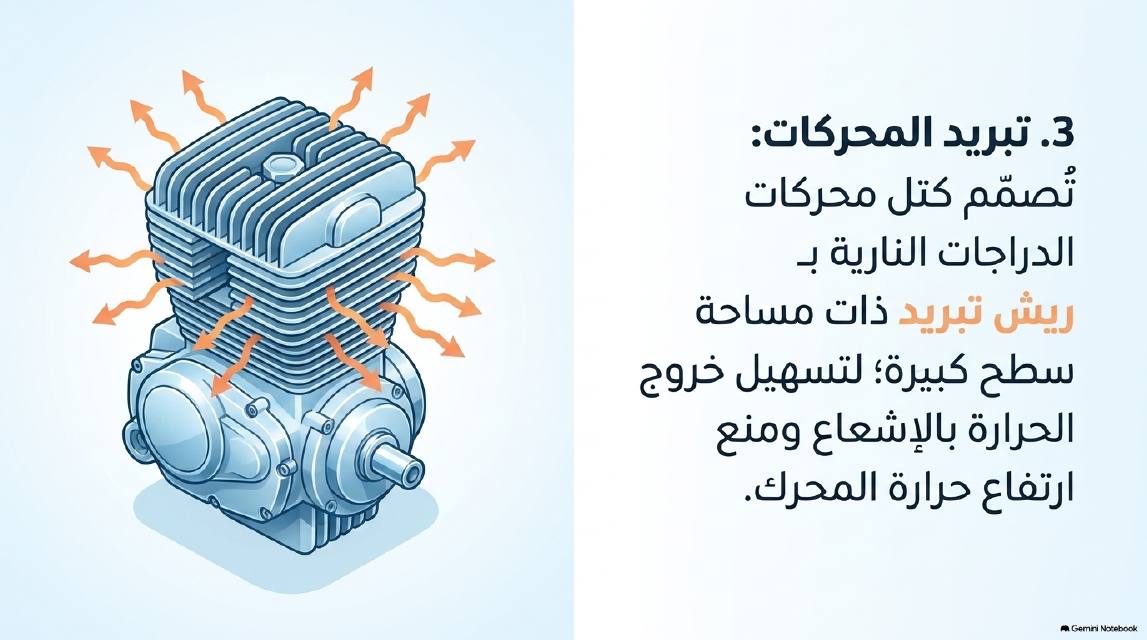 3. تبريد المحركات:
تُصمّم كتل محركات
الدراجات النارية بـ
ريش تبريد ذات مساحة
سطح كبيرة؛ لتسهيل خروج
الحرارة بالإشعاع ومنع
ارتفاع حرارة المحرك.
Gemini Notebook